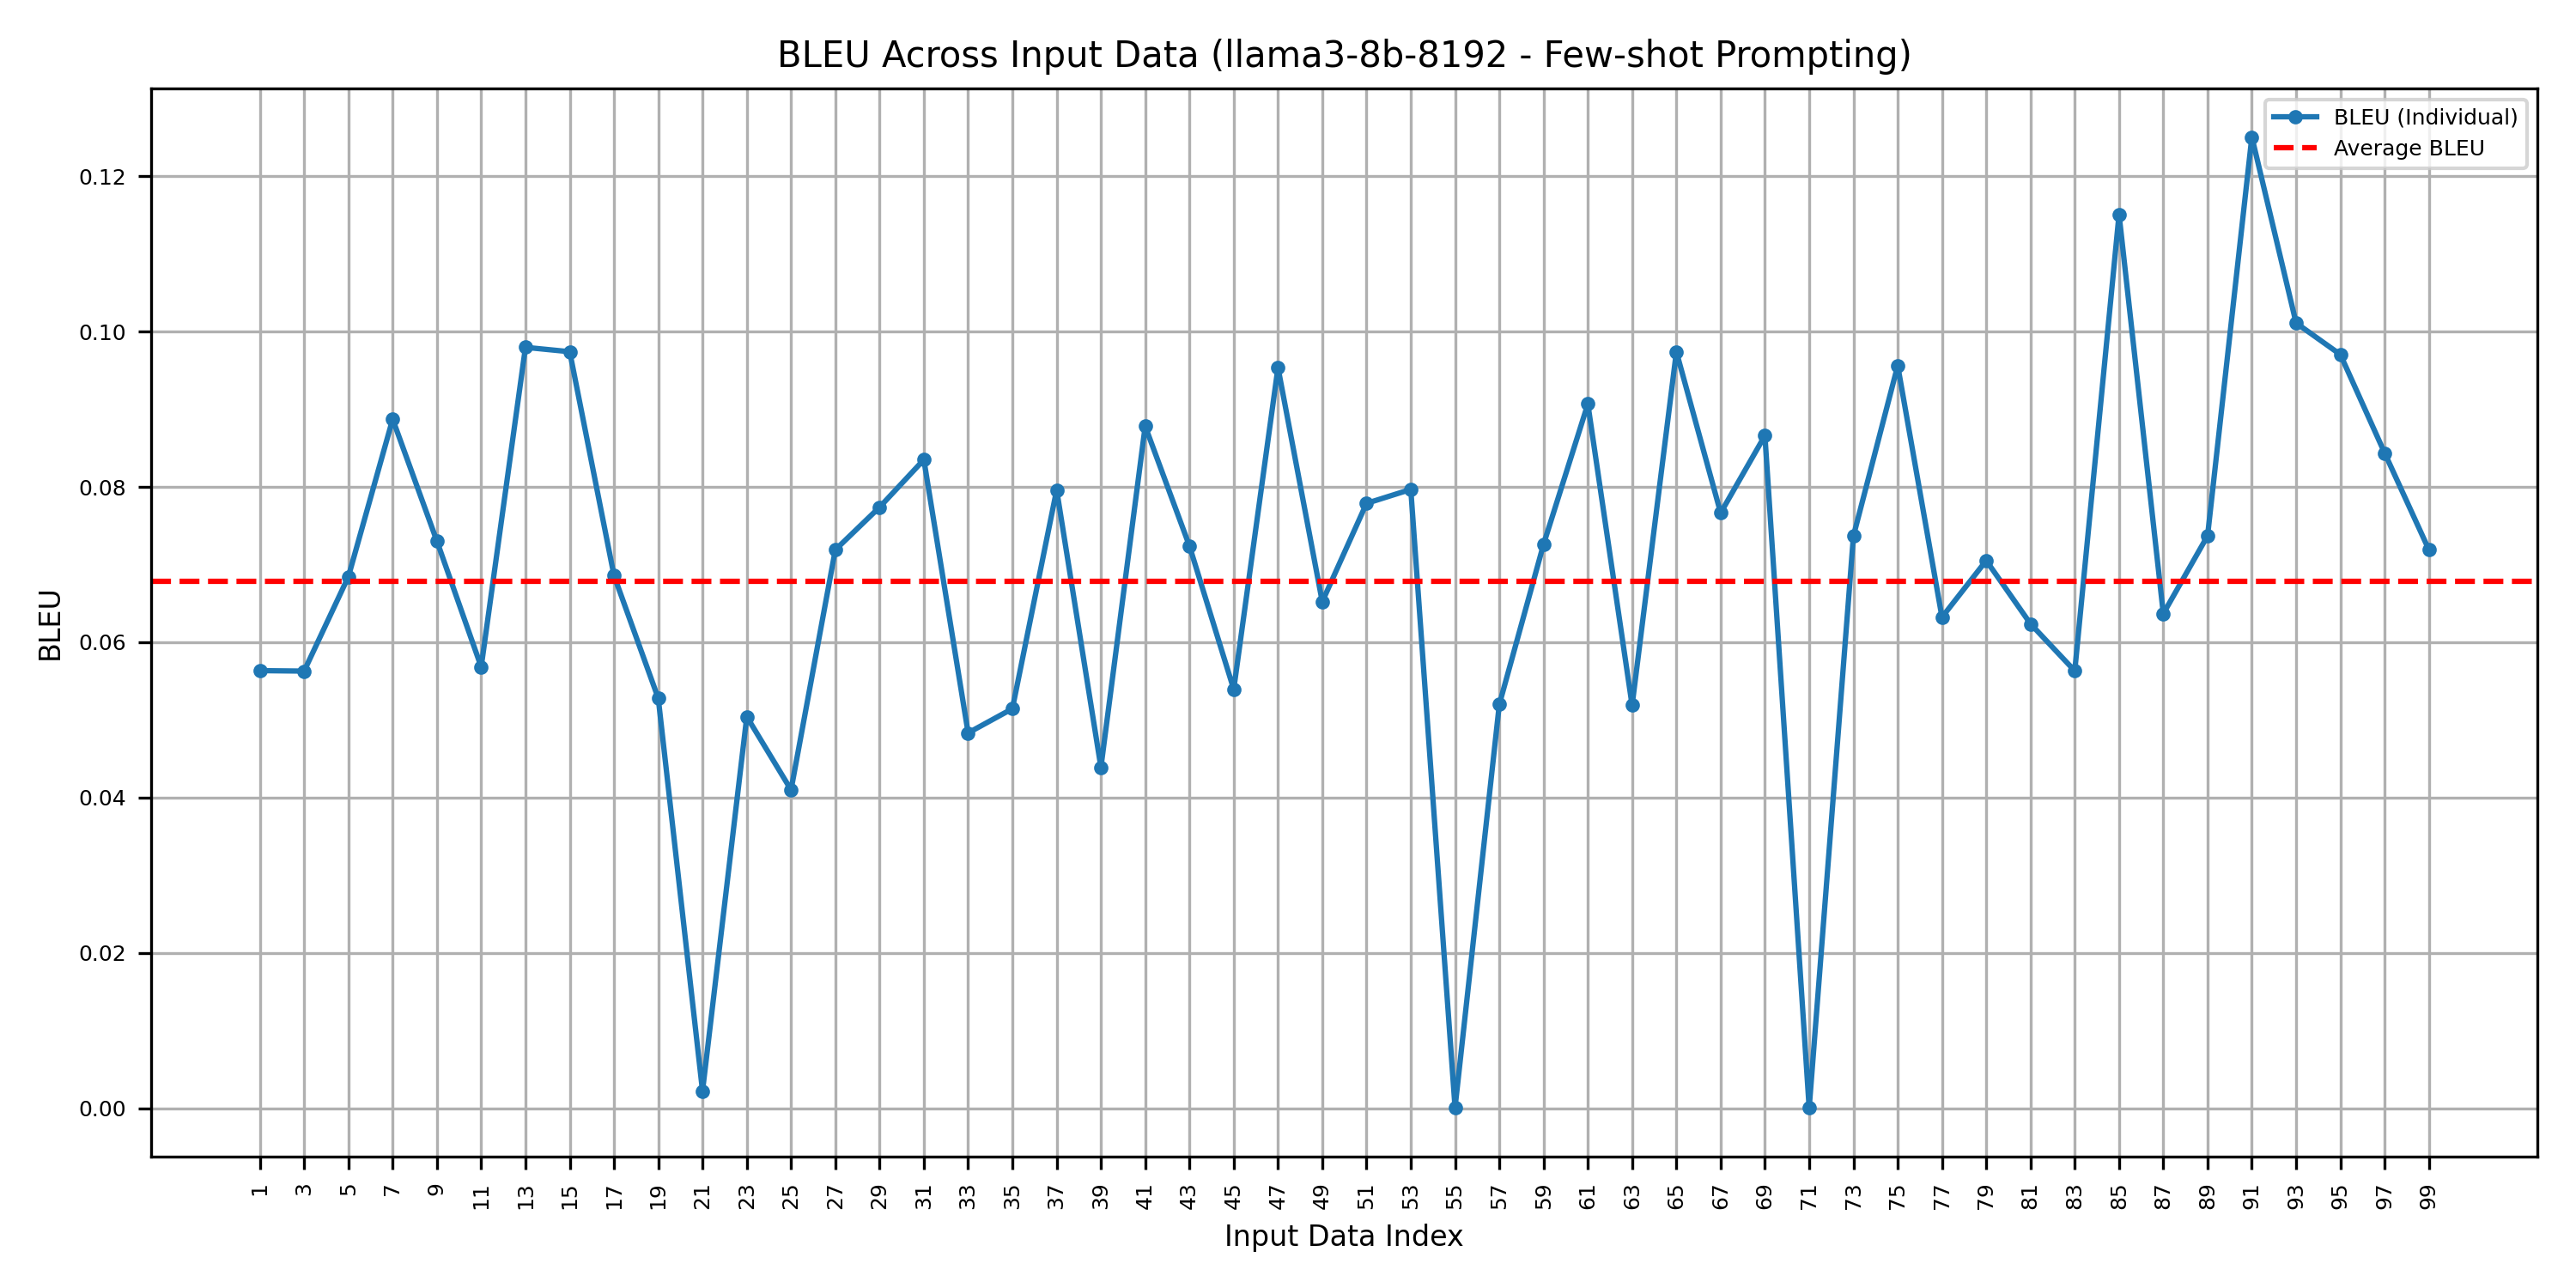 BLEU Across Input Data (llama3-8b-8192 - Few-shot Prompting)
BLEU (Individual)
Average BLEU
BLEU
0.12
0.10
0.08
0.06
0.04
0.02
0.00
1 3 5 7 9 11 13 15 17 19 21 23 25 27 29 31 33 35 37 39 41 43 45 47 49 51 53 55 57 59 61 63 65 67 69 71 73 75 77 79 81 83 85 87 89 91 93 95 97 99
Input Data Index